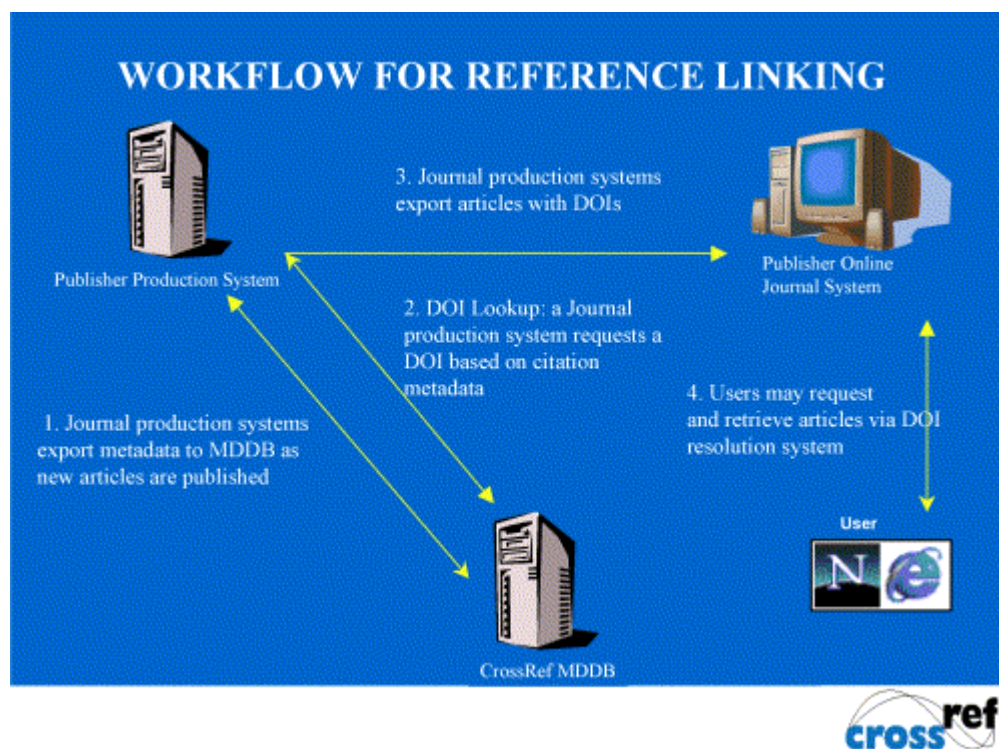 WORKFLOW FOR REFERENCE LINKING
3. Journal production systems
export articles with DOIs
Publisher Production System
Publisher Online
Journal System
2. DOI Lookup: a Journal
production system requests a
DOI based on citation
metadata
1. Journal production systems
export metadata to MDDB as
new articles are published
4. Users may request
and retrieve articles via DOI
resolution system
User
N e
CrossRef MDDB
crossref